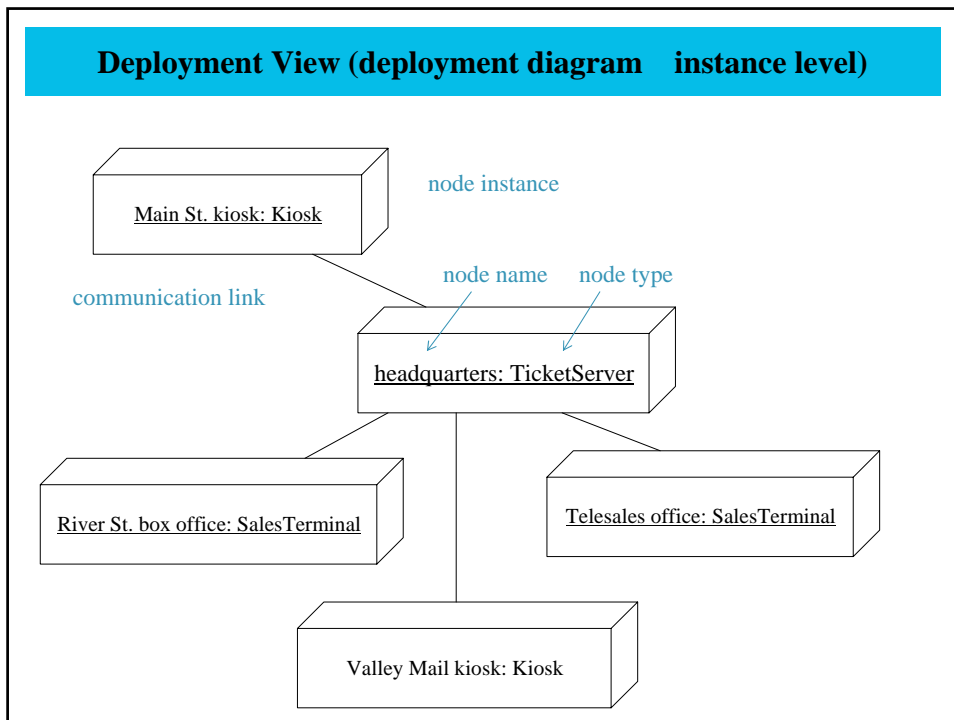 Deployment View (deployment diagram instance level)
Main St. kiosk: Kiosk
node instance
communication link
node name
node type
headquarters: TicketServer
River St. box office: SalesTerminal
Telesales office: SalesTerminal
Valley Mail kiosk: Kiosk